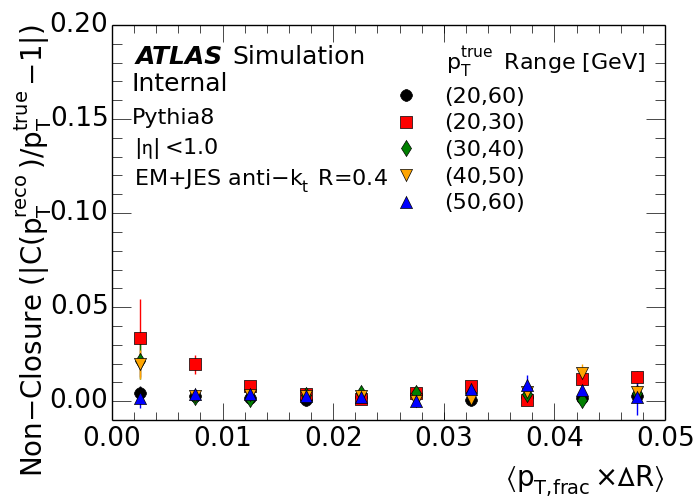 ATLAS Simulation
Internal
Pythia8
|η| <1.0
EM+JES anti−k_t R=0.4
p_T^true Range [GeV]
(20,60)
(20,30)
(30,40)
(40,50)
(50,60)
Non−Closure (|C(p_T^reco)/p_T^true −1|)
0.20
0.15
0.10
0.05
0.00
0.00 0.01 0.02 0.03 0.04 0.05
⟨p_T,frac ×ΔR⟩